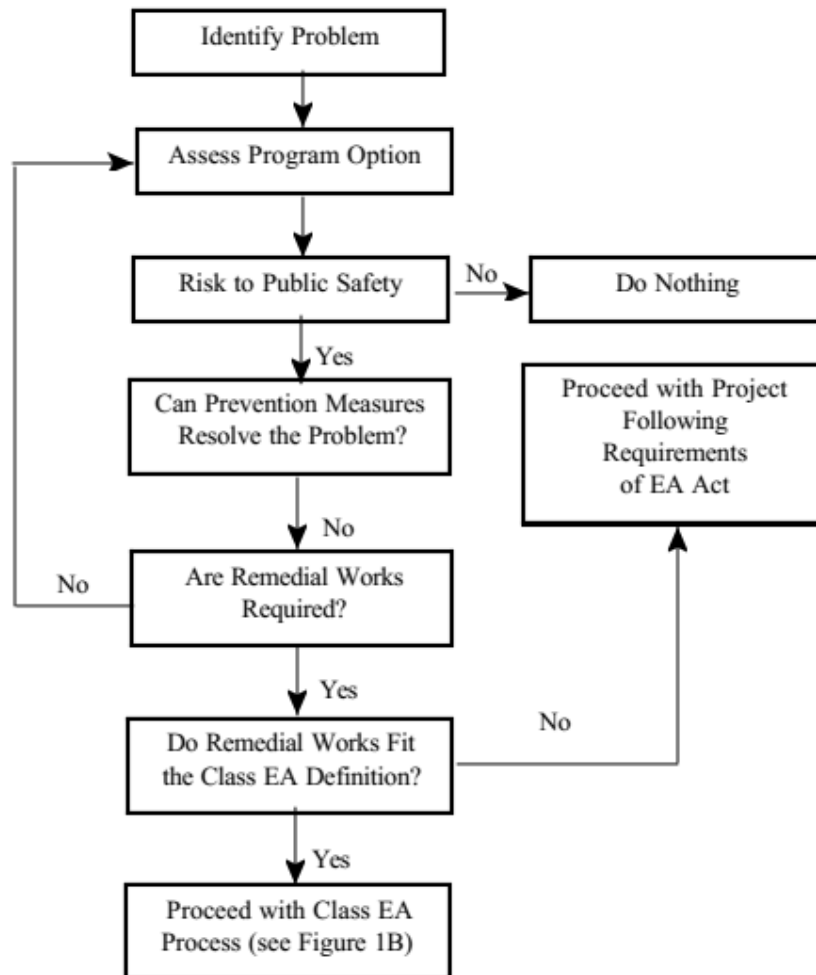 Identify Problem
Assess Program Option
Risk to Public Safety
No
Do Nothing
Yes
Can Prevention Measures
Resolve the Problem?
Proceed with Project
Following
Requirements
of EA Act
No
Are Remedial Works
Required?
No
Yes
Do Remedial Works Fit
the Class EA Definition?
No
Yes
Proceed with Class EA
Process (see Figure 1B)